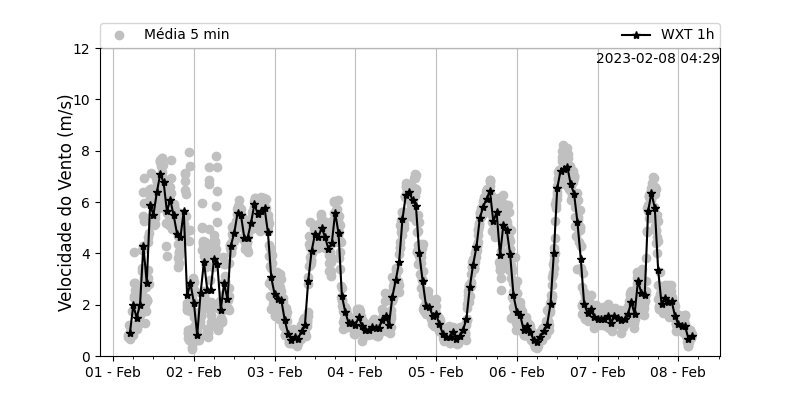 Média 5 min
WXT 1h
2023-02-08 04:29
Velocidade do Vento (m/s)
12
10
8
6
4
2
0
01 - Feb
02 - Feb
03 - Feb
04 - Feb
05 - Feb
06 - Feb
07 - Feb
08 - Feb